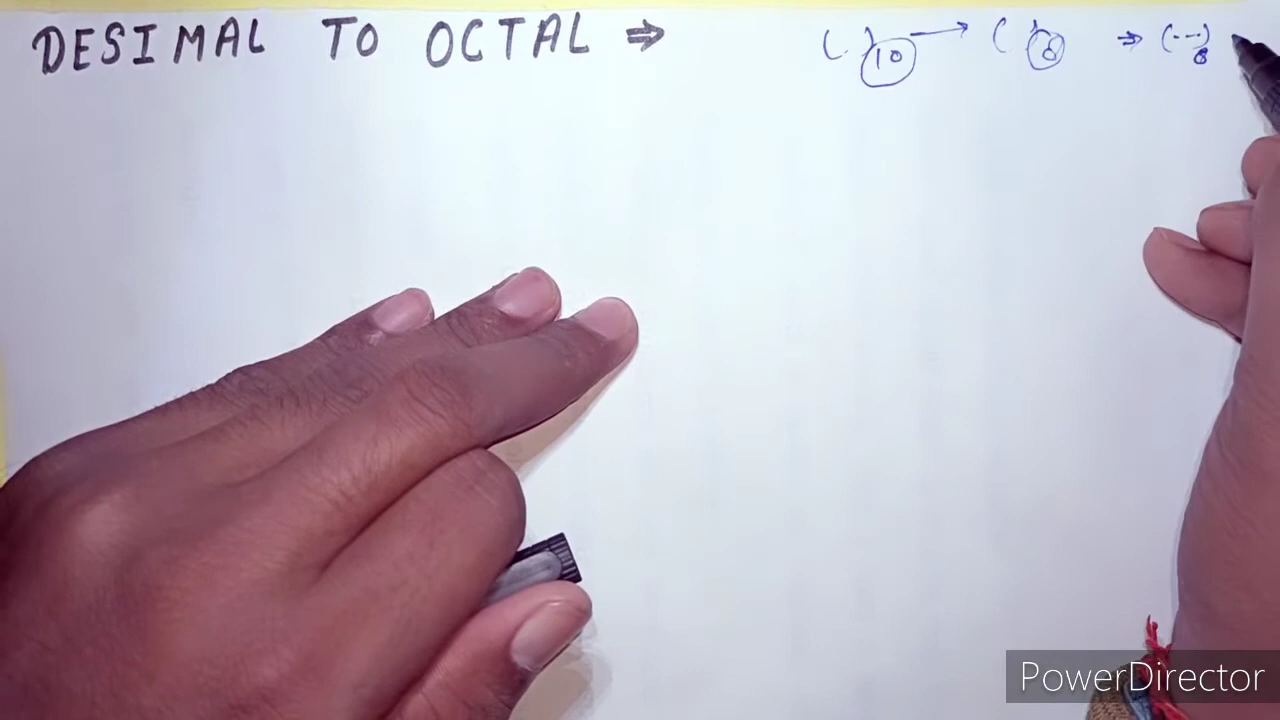 DESIMAL TO OCTAL ⇒ ( . )10 → ( )8 ⇒ (---)8
PowerDirector